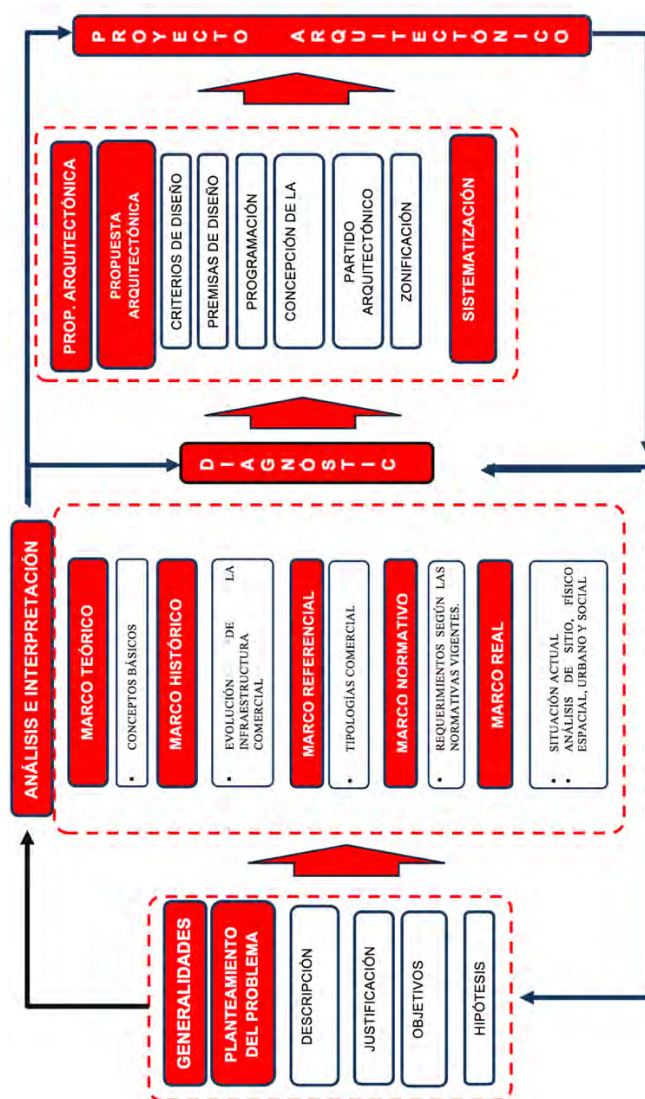 GENERALIDADES
PLANTEAMIENTO
DEL PROBLEMA
DESCRIPCIÓN
JUSTIFICACIÓN
OBJETIVOS
HIPÓTESIS
ANÁLISIS E INTERPRETACIÓN
MARCO TEÓRICO
▪ CONCEPTOS BÁSICOS
MARCO HISTÓRICO
▪ EVOLUCIÓN DE LA
INFRAESTRUCTURA
COMERCIAL
MARCO REFERENCIAL
▪ TIPOLOGÍAS COMERCIAL
MARCO NORMATIVO
▪ REQUERIMIENTOS SEGÚN LAS
NORMATIVAS VIGENTES.
MARCO REAL
▪ SITUACIÓN ACTUAL
▪ ANÁLISIS DE SITIO, FÍSICO
ESPACIAL, URBANO Y SOCIAL
DIAGNÓSTIC
PROP. ARQUITECTÓNICA
PROPUESTA
ARQUITECTÓNICA
CRITERIOS DE DISEÑO
PREMISAS DE DISEÑO
PROGRAMACIÓN
CONCEPCIÓN DE LA
PARTIDO
ARQUITECTÓNICO
ZONIFICACIÓN
SISTEMATIZACIÓN
PROYECTO ARQUITECTÓNICO